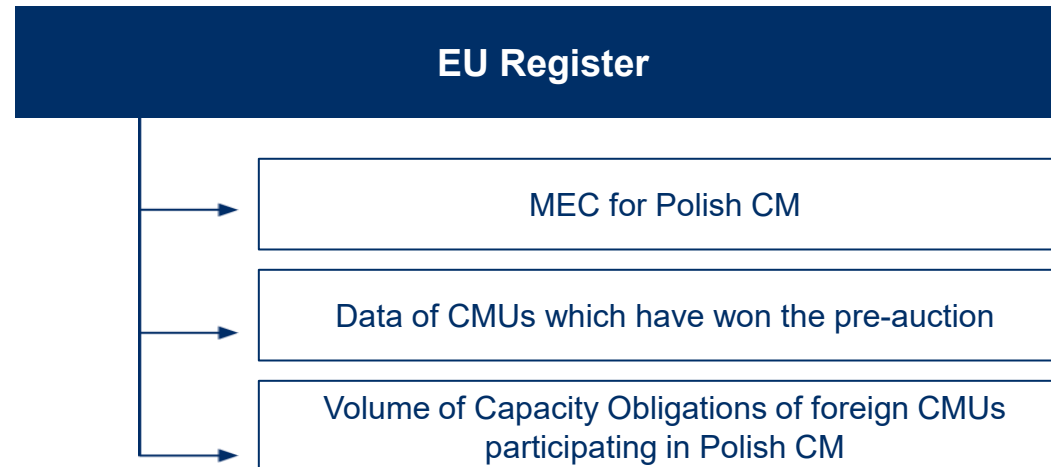 EU Register
MEC for Polish CM
Data of CMUs which have won the pre-auction
Volume of Capacity Obligations of foreign CMUs
participating in Polish CM